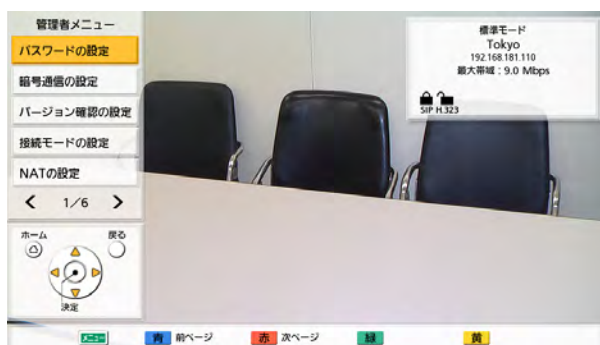 管理者メニュー
パスワードの設定
暗号通信の設定
バージョン確認の設定
接続モードの設定
NATの設定
1/6
ホーム
戻る
決定
標準モード
Tokyo
192.168.181.110
最大帯域：9.0 Mbps
SIP H.323
メニュー 青 前ページ 赤 次ページ 緑 黄